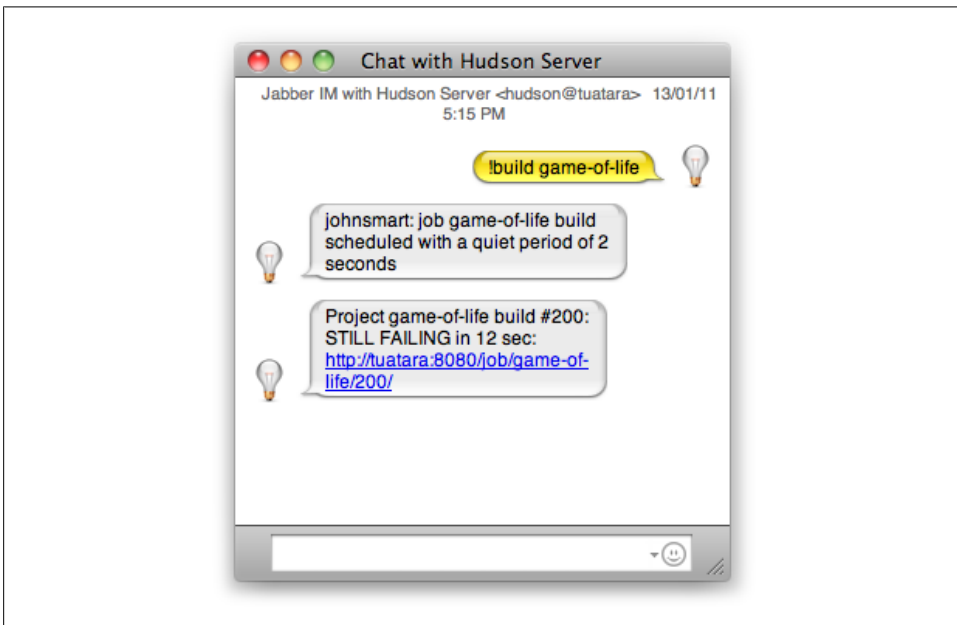 Chat with Hudson Server
Jabber IM with Hudson Server <hudson@tuatara> 13/01/11
5:15 PM
!build game-of-life
johnsmart: job game-of-life build
scheduled with a quiet period of 2
seconds
Project game-of-life build #200:
STILL FAILING in 12 sec:
http://tuatara:8080/job/game-of-
life/200/